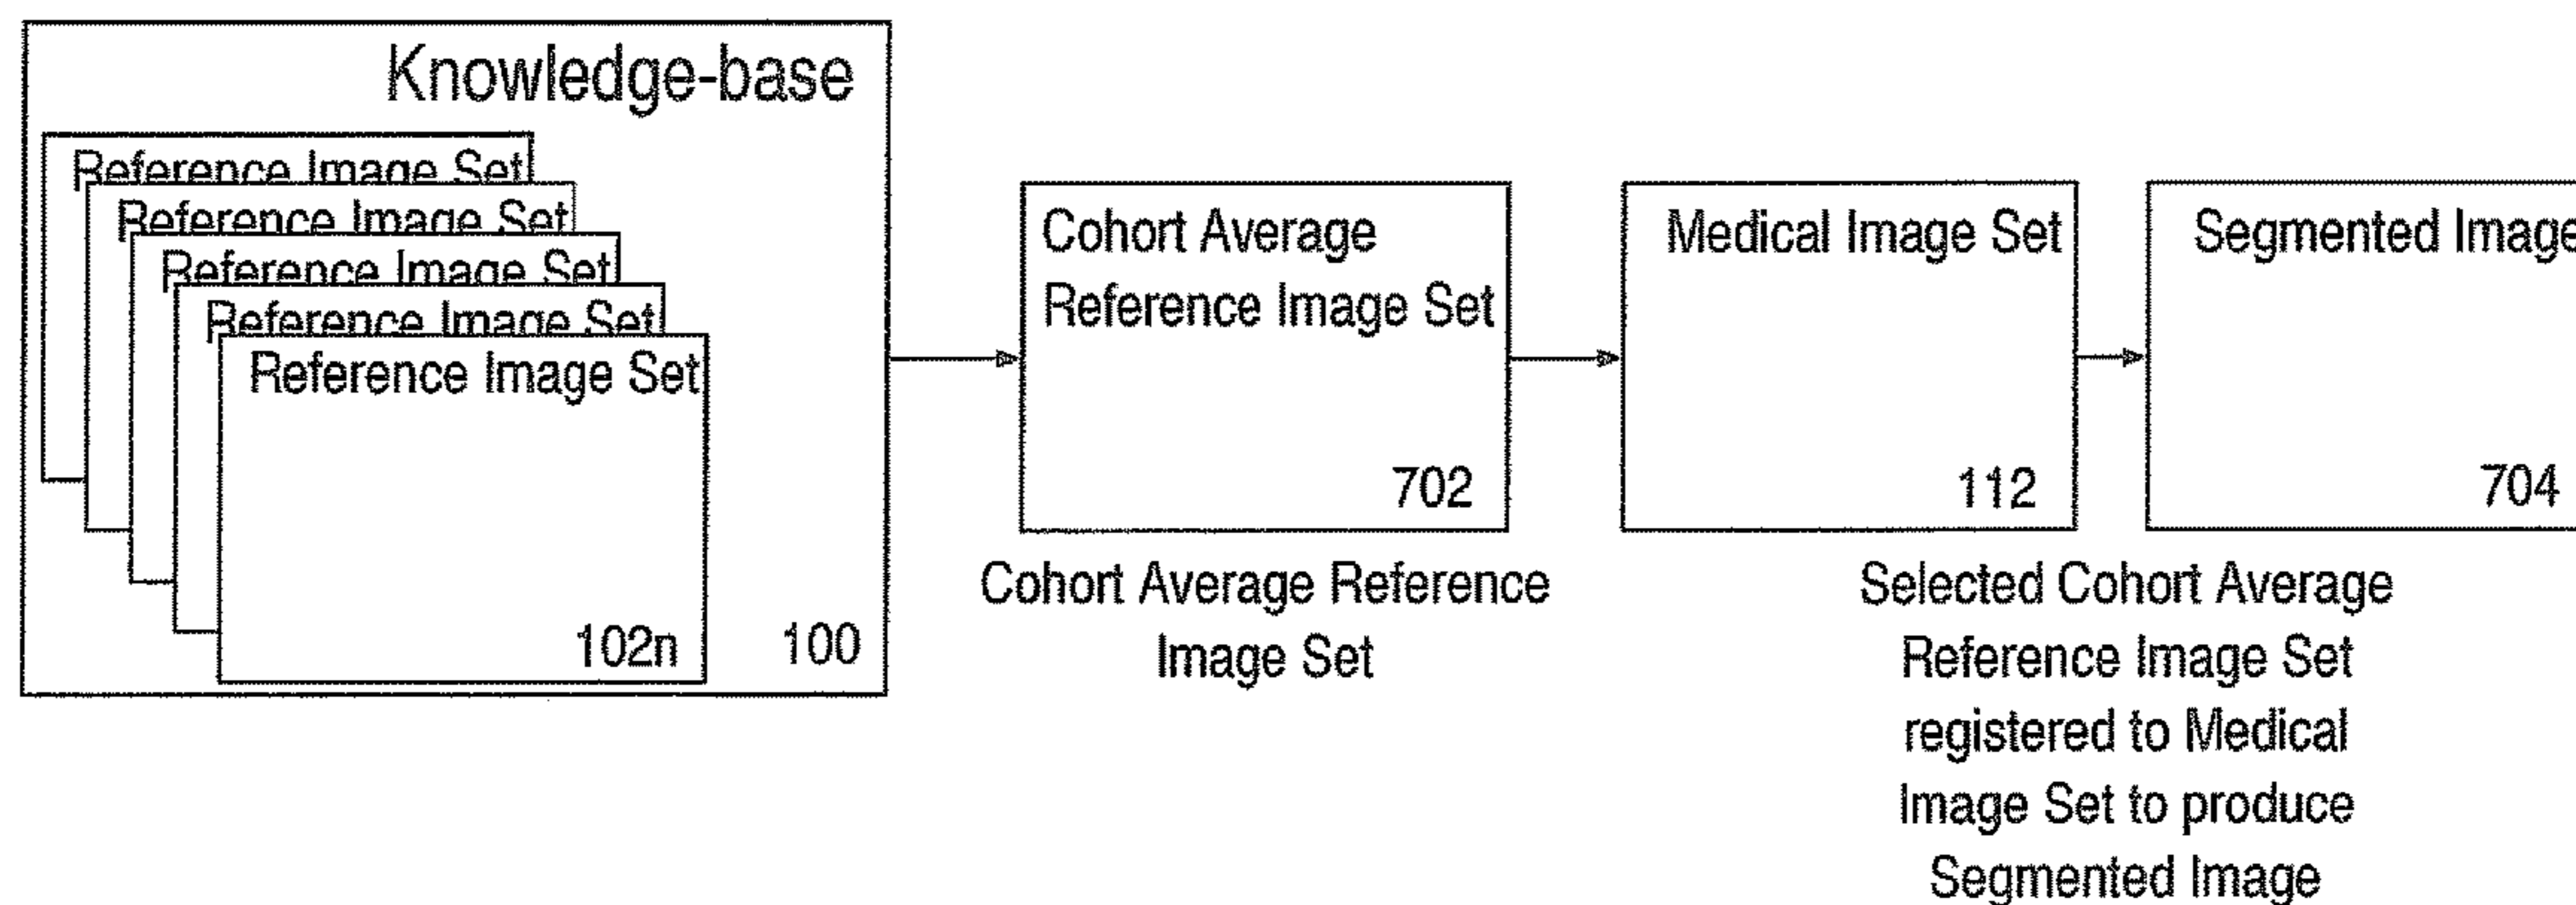 Knowledge-base
Reference Image Set
Reference Image Set
Reference Image Set
Reference Image Set
Reference Image Set
102n
100
Cohort Average
Reference Image Set
702
Cohort Average Reference
Image Set
Medical Image Set
112
Segmented Image
704
Selected Cohort Average
Reference Image Set
registered to Medical
Image Set to produce
Segmented Image